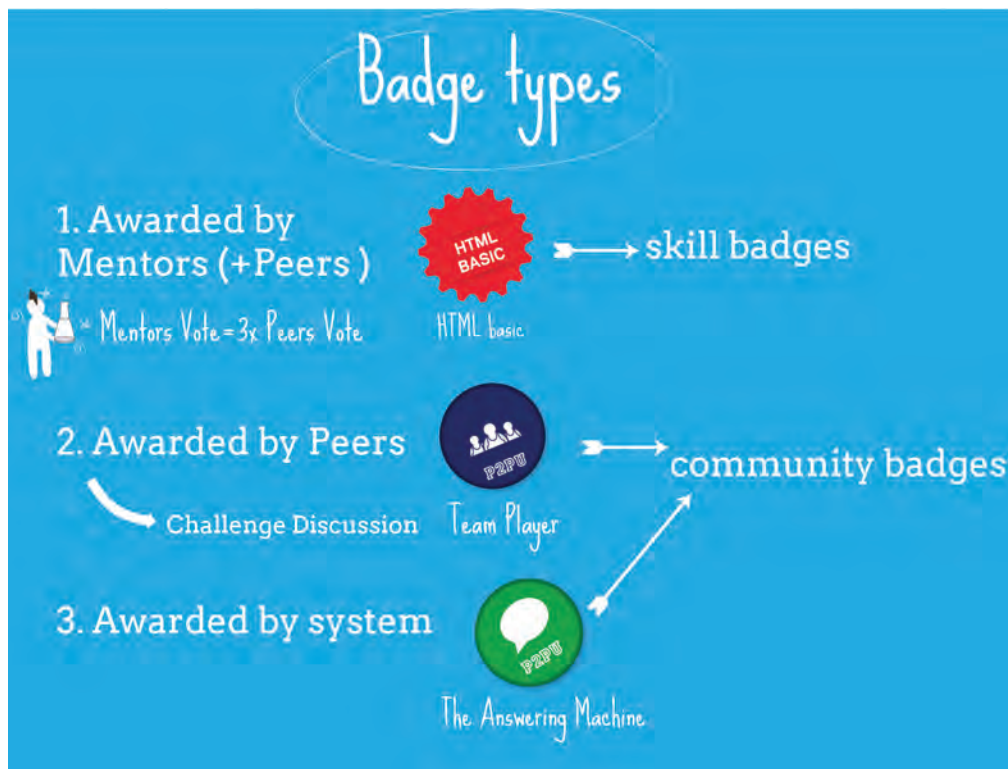 Badge types
1. Awarded by
Mentors (+Peers )
HTML
BASIC
skill badges
Mentors Vote = 3x Peers Vote
HTML basic
2. Awarded by Peers
P2PU
community badges
Challenge Discussion
Team Player
3. Awarded by system
P2PU
The Answering Machine